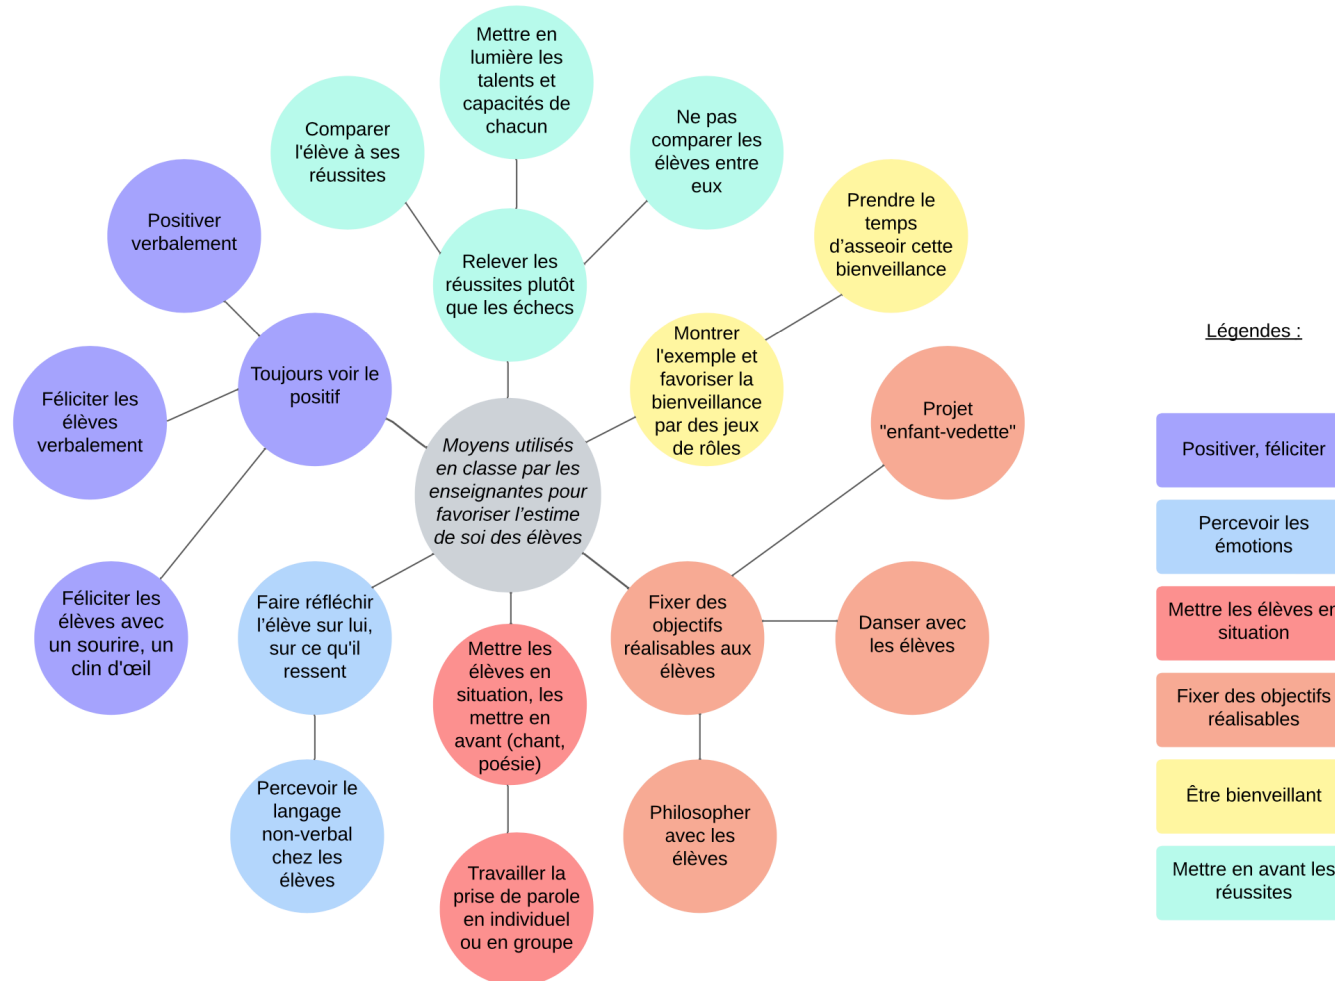 Mettre en
lumière les
talents et
capacités de
chacun
Comparer
l'élève à ses
réussites
Ne pas
comparer les
élèves entre
eux
Positiver
verbalement
Relever les
réussites plutôt
que les échecs
Prendre le
temps
d’asseoir cette
bienveillance
Toujours voir le
positif
Montrer
l'exemple et
favoriser la
bienveillance
par des jeux
de rôles
Féliciter les
élèves
verbalement
Projet
"enfant-vedette"
Moyens utilisés
en classe par les
enseignantes pour
favoriser l’estime
de soi des élèves
Féliciter les
élèves avec
un sourire, un
clin d'œil
Faire réfléchir
l’élève sur lui,
sur ce qu'il
ressent
Mettre les
élèves en
situation, les
mettre en
avant (chant,
poésie)
Fixer des
objectifs
réalisables aux
élèves
Danser avec
les élèves
Percevoir le
langage
non-verbal
chez les
élèves
Travailler la
prise de parole
en individuel
ou en groupe
Philosopher
avec les
élèves
Légendes :
Positiver, féliciter
Percevoir les
émotions
Mettre les élèves en
situation
Fixer des objectifs
réalisables
Être bienveillant
Mettre en avant les
réussites